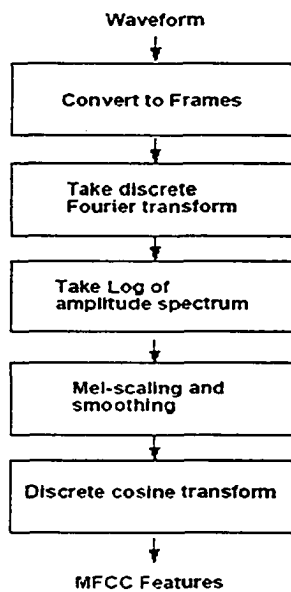 Waveform
Convert to Frames
Take discrete
Fourier transform
Take Log of
amplitude spectrum
Mel-scaling and
smoothing
Discrete cosine transform
MFCC Features